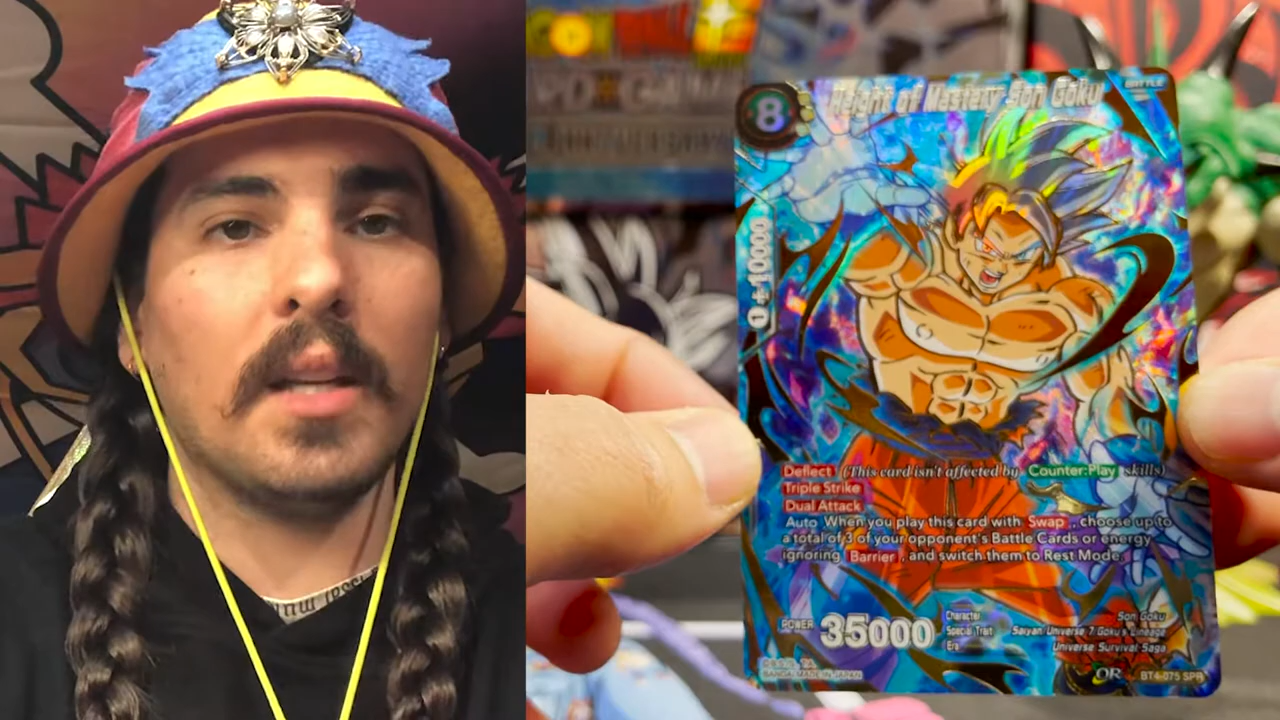 8
Height of Mastery Son Goku
BATTLE
1+10000
Deflect (This card isn't affected by Counter:Play skills)
Triple Strike
Dual Attack
Auto When you play this card with Swap , choose up to
a total of 3 of your opponent's Battle Cards or energy
ignoring Barrier , and switch them to Rest Mode.
POWER 35000
Character Son Goku
Special Trait Saiyan/Universe 7/Goku's Lineage
Era Universe Survival Saga
BANDAI MADE IN JAPAN
BT4-075 SPR
ANNIVERSARY